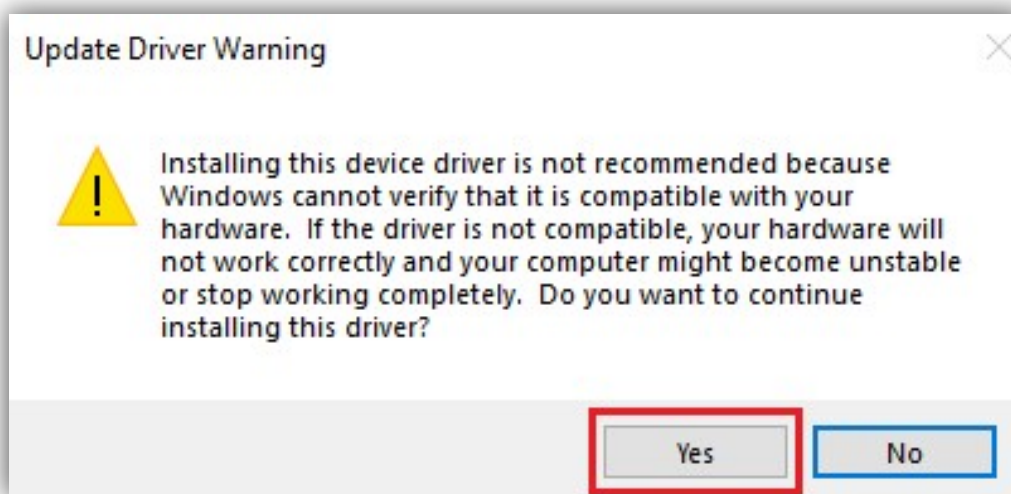 Update Driver Warning
Installing this device driver is not recommended because
Windows cannot verify that it is compatible with your
hardware.  If the driver is not compatible, your hardware will
not work correctly and your computer might become unstable
or stop working completely.  Do you want to continue
installing this driver?
Yes No